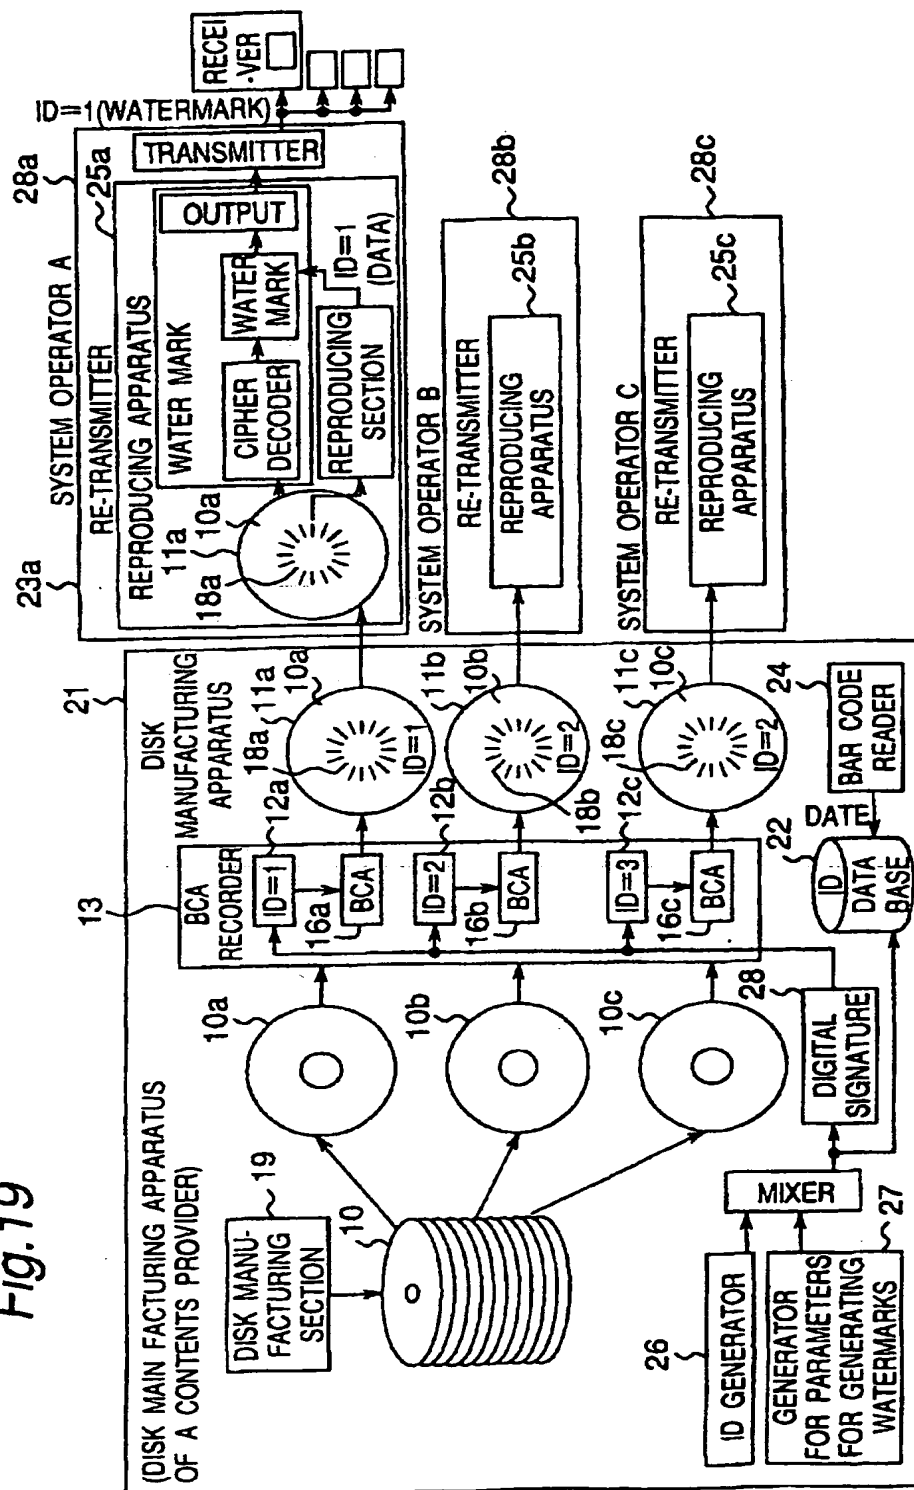 Fig.19
(DISK MAIN FACTURING APPARATUS
OF A CONTENTS PROVIDER)
DISK MANU-
FACTURING
SECTION
19
10
10a
10b
10c
26
ID GENERATOR
GENERATOR
FOR PARAMETERS
FOR GENERATING
WATERMARKS
27
MIXER
DIGITAL
SIGNATURE
28
13
BCA
RECORDER
ID=1
12a
16a
BCA
ID=2
12b
16b
BCA
ID=3
12c
16c
BCA
21
DISK
MANUFACTURING
APPARATUS
18a
11a
10a
ID=1
11b
10b
ID=2
18b
18c
11c
10c
ID=2
22
ID
DATA
BASE
DATE
BAR CODE
READER
24
23a
SYSTEM OPERATOR A
28a
RE-TRANSMITTER
25a
REPRODUCING APPARATUS
WATER MARK
11a
10a
18a
CIPHER
DECODER
WATER
MARK
OUTPUT
REPRODUCING
SECTION
ID=1
(DATA)
TRANSMITTER
ID=1(WATERMARK)
RECEI
-VER
SYSTEM OPERATOR B
28b
RE-TRANSMITTER
REPRODUCING
APPARATUS
25b
SYSTEM OPERATOR C
28c
RE-TRANSMITTER
REPRODUCING
APPARATUS
25c